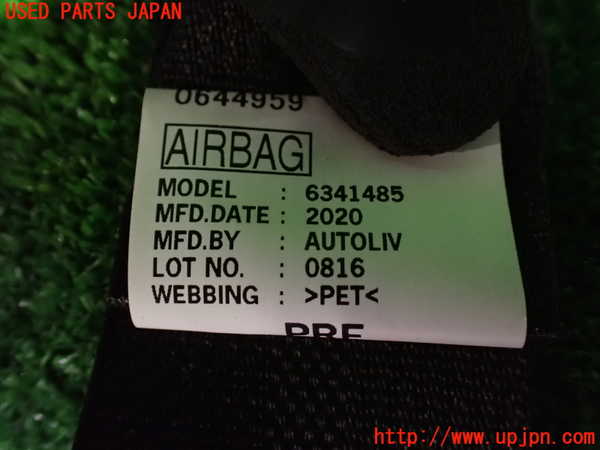 USED PARTS JAPAN
0644959
AIRBAG
MODEL : 6341485
MFD.DATE : 2020
MFD.BY : AUTOLIV
LOT NO. : 0816
WEBBING : >PET<
PRE
http://www.upjpn.com/